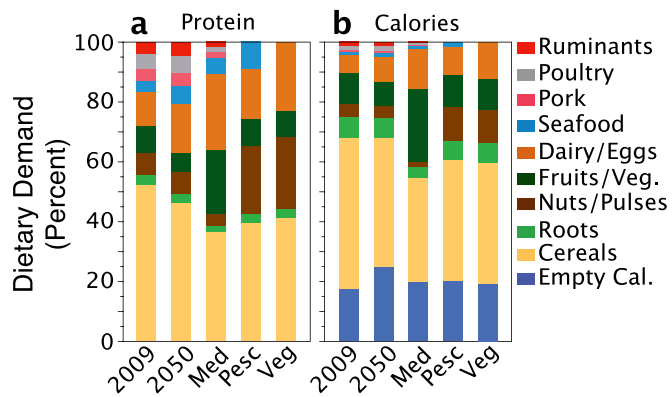 a Protein
b Calories
Dietary Demand
(Percent)
100
80
60
40
20
0
2009
2050
Med
Pesc
Veg
2009
2050
Med
Pesc
Veg
Ruminants
Poultry
Pork
Seafood
Dairy/Eggs
Fruits/Veg.
Nuts/Pulses
Roots
Cereals
Empty Cal.